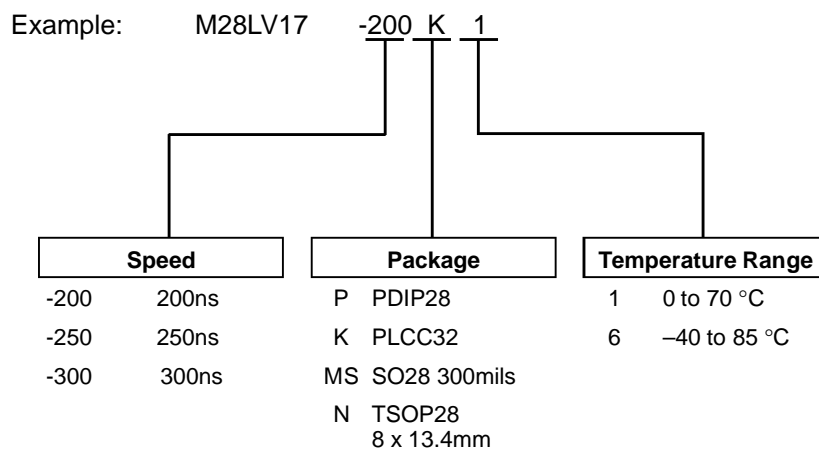 Example: M28LV17 -200 K 1
Speed Package Temperature Range
-200 200ns P PDIP28 1 0 to 70 °C
-250 250ns K PLCC32 6 –40 to 85 °C
-300 300ns MS SO28 300mils
N TSOP28
8 x 13.4mm